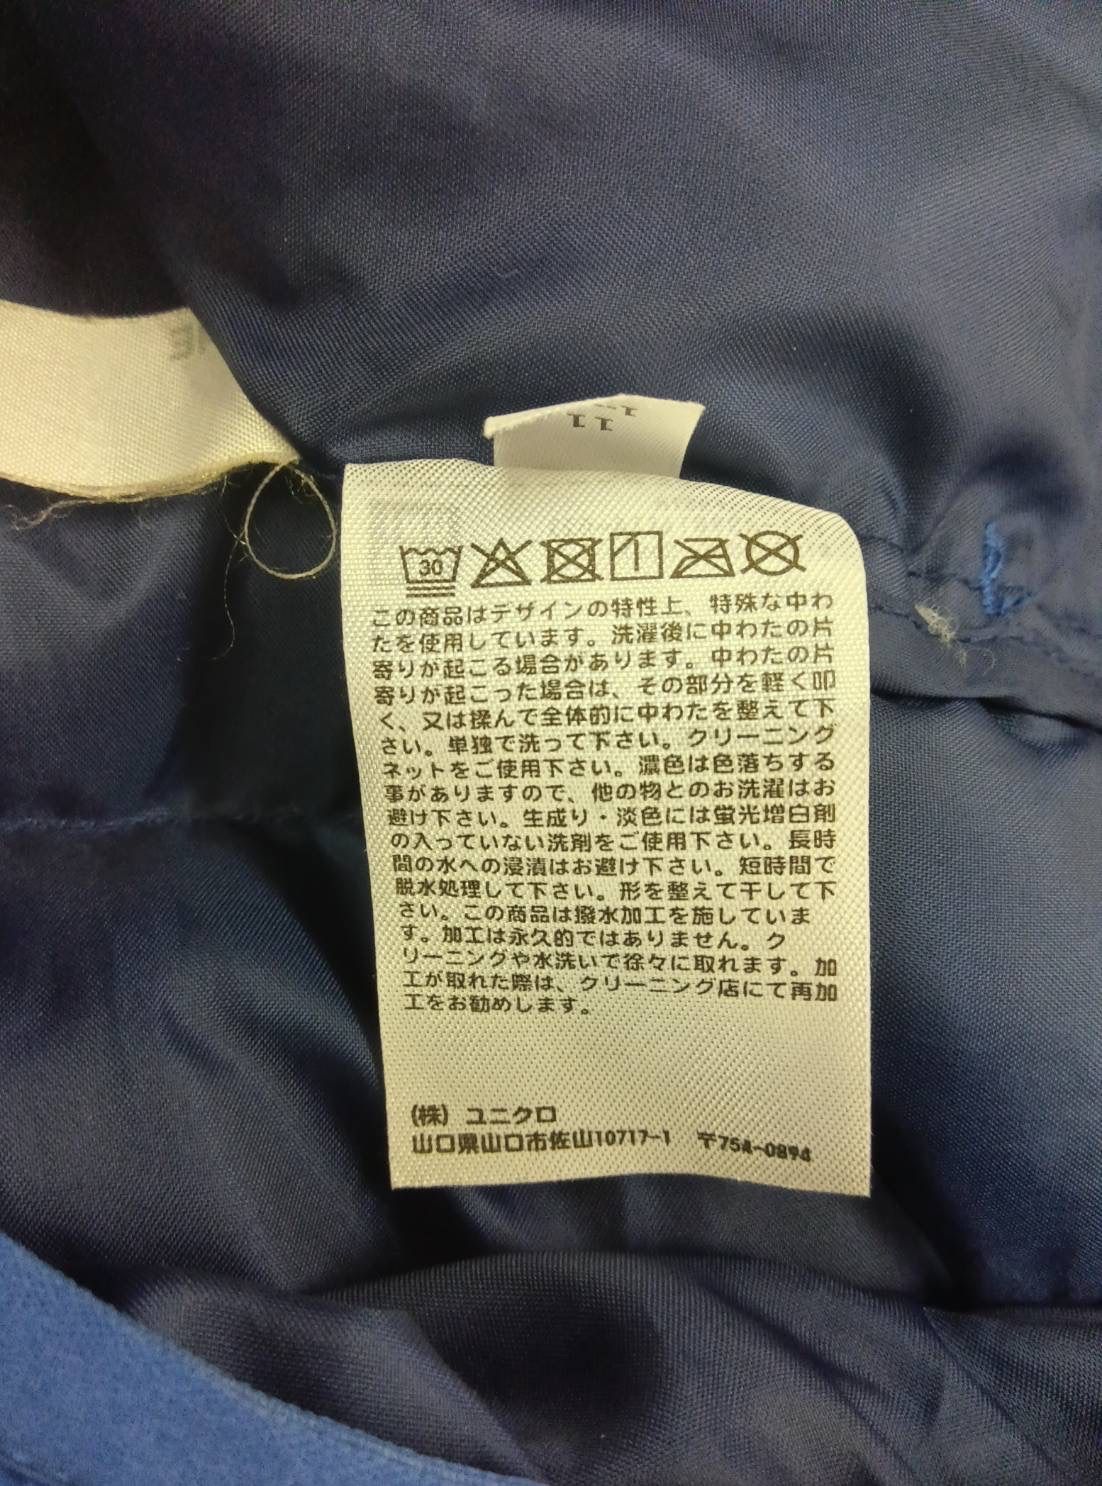 30
この商品はデザインの特性上、特殊な中わ
たを使用しています。洗濯後に中わたの片
寄りが起こる場合があります。中わたの片
寄りが起こった場合は、その部分を軽く叩
く、又は揉んで全体的に中わたを整えて下
さい。単独で洗って下さい。クリーニング
ネットをご使用下さい。濃色は色落ちする
事がありますので、他の物とのお洗濯はお
避け下さい。生成り・淡色には蛍光増白剤
の入っていない洗剤をご使用下さい。長時
間の水への浸漬はお避け下さい。短時間で
脱水処理して下さい。形を整えて干して下
さい。この商品は撥水加工を施していま
す。加工は永久的ではありません。ク
リーニングや水洗いで徐々に取れます。加
工が取れた際は、クリーニング店にて再加
工をお勧めします。
(株) ユニクロ
山口県山口市佐山10717-1 〒754-0894